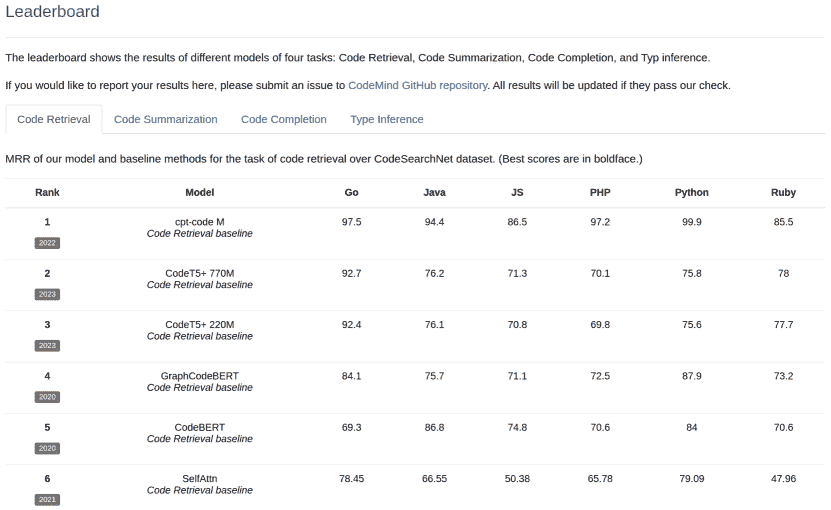 Leaderboard
The leaderboard shows the results of different models of four tasks: Code Retrieval, Code Summarization, Code Completion, and Typ inference.
If you would like to report your results here, please submit an issue to CodeMind GitHub repository. All results will be updated if they pass our check.
Code Retrieval Code Summarization Code Completion Type Inference
MRR of our model and baseline methods for the task of code retrieval over CodeSearchNet dataset. (Best scores are in boldface.)
Rank Model Go Java JS PHP Python Ruby
1 cpt-code M 97.5 94.4 86.5 97.2 99.9 85.5
Code Retrieval baseline
2022
2 CodeT5+ 770M 92.7 76.2 71.3 70.1 75.8 78
Code Retrieval baseline
2023
3 CodeT5+ 220M 92.4 76.1 70.8 69.8 75.6 77.7
Code Retrieval baseline
2023
4 GraphCodeBERT 84.1 75.7 71.1 72.5 87.9 73.2
Code Retrieval baseline
2020
5 CodeBERT 69.3 86.8 74.8 70.6 84 70.6
Code Retrieval baseline
2020
6 SelfAttn 78.45 66.55 50.38 65.78 79.09 47.96
Code Retrieval baseline
2021